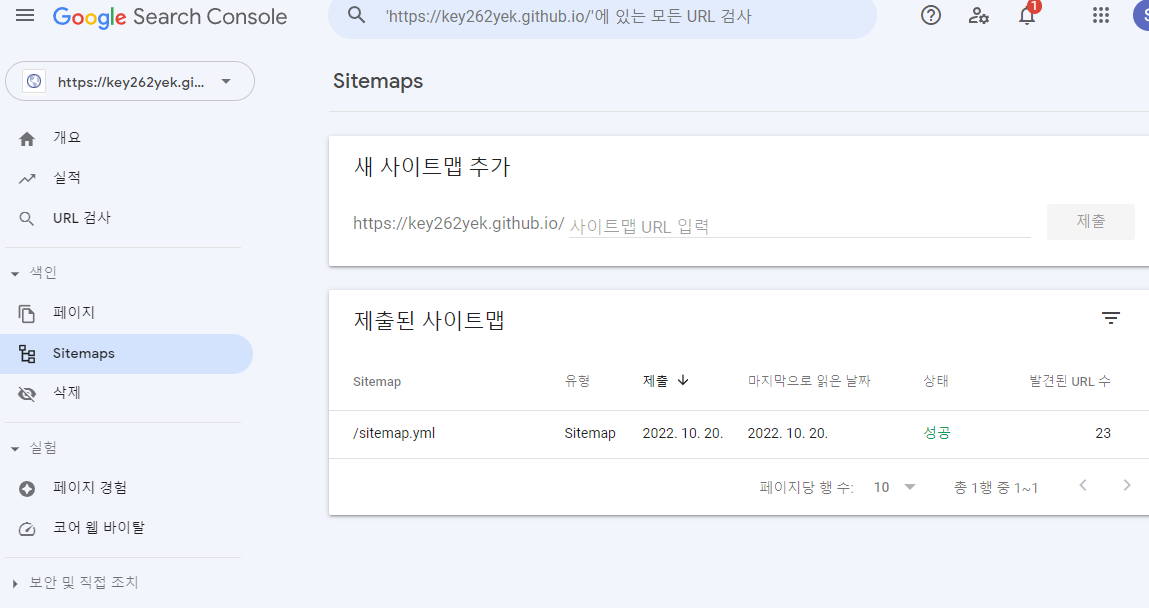 Google Search Console
'https://key262yek.github.io/'에 있는 모든 URL 검사
1
https://key262yek.gi...
개요
실적
URL 검사
색인
페이지
Sitemaps
삭제
실험
페이지 경험
코어 웹 바이탈
보안 및 직접 조치
Sitemaps
새 사이트맵 추가
https://key262yek.github.io/ 사이트맵 URL 입력
제출
제출된 사이트맵
Sitemap 유형 제출 마지막으로 읽은 날짜 상태 발견된 URL 수
/sitemap.yml Sitemap 2022. 10. 20. 2022. 10. 20. 성공 23
페이지당 행 수: 10 총 1행 중 1~1